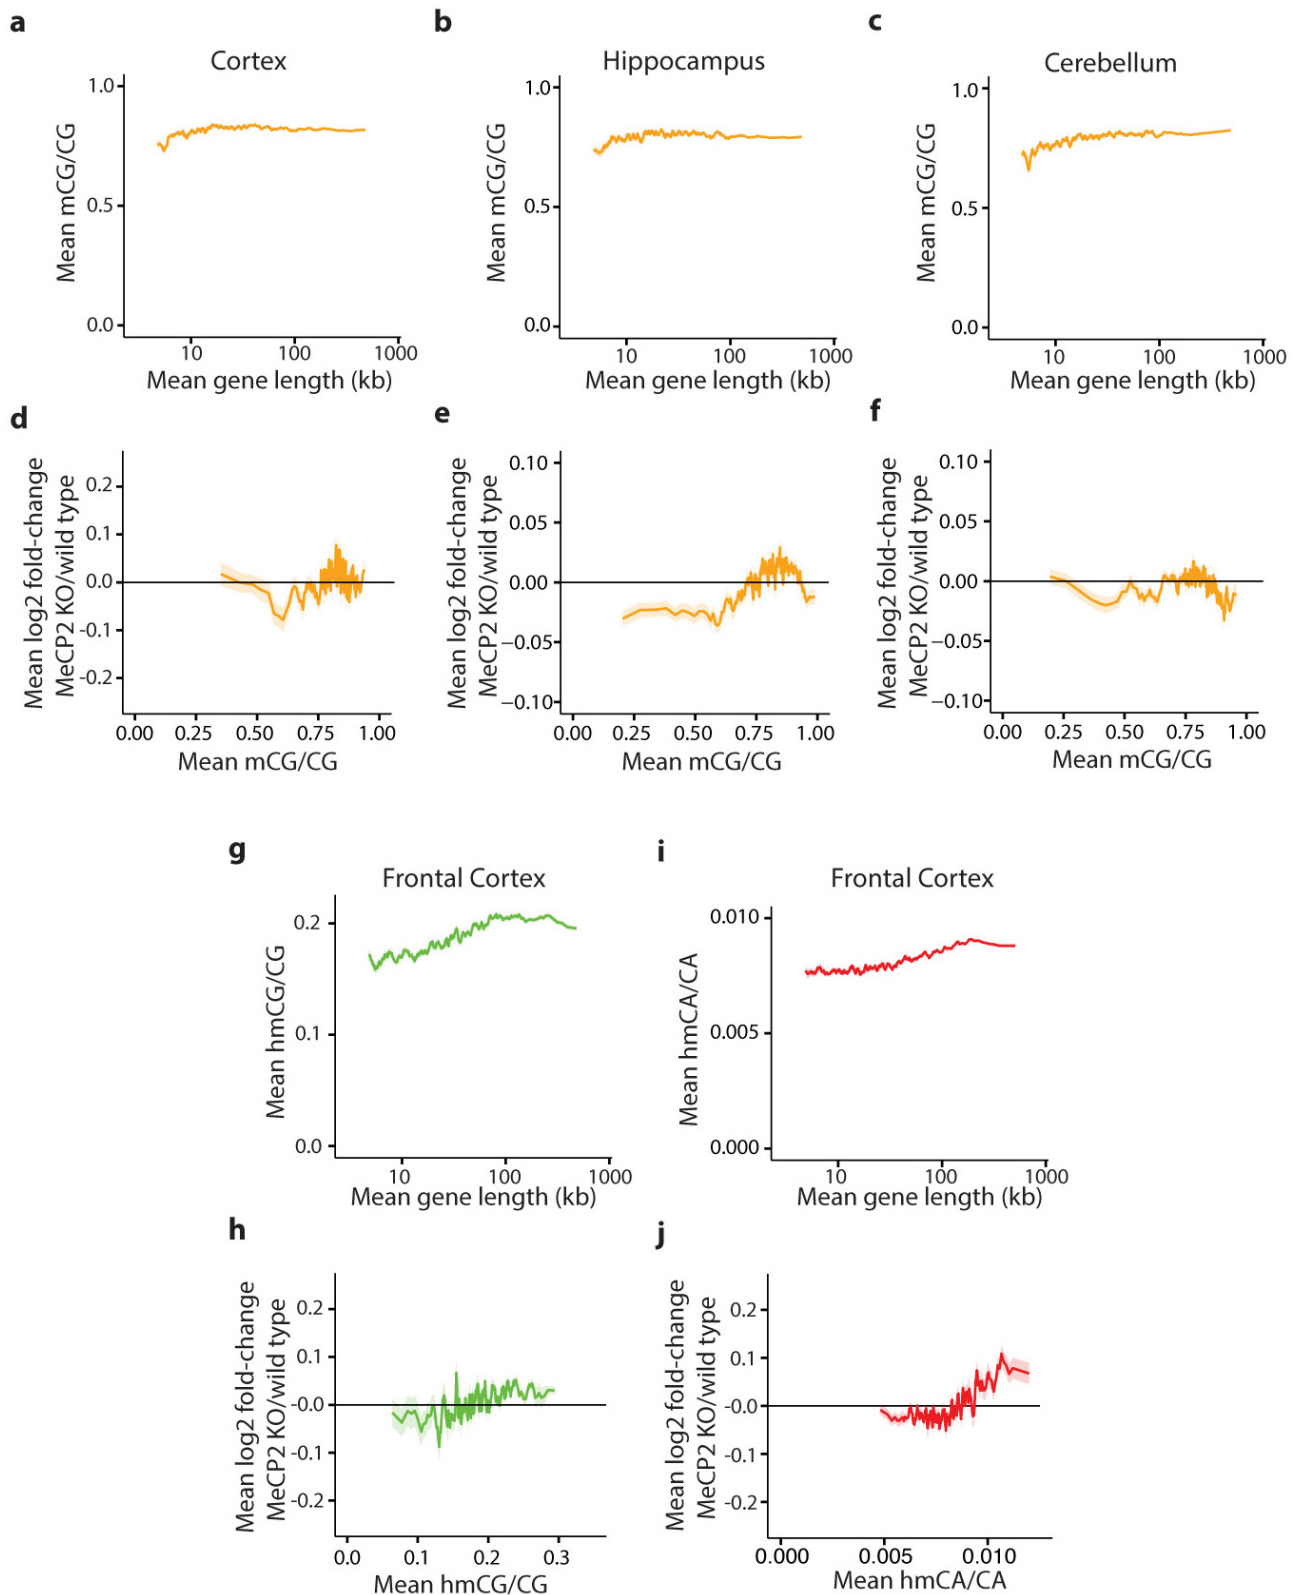 a
Cortex
Mean mCG/CG
1.0
0.5
0.0
10 100 1000
Mean gene length (kb)
b
Hippocampus
Mean mCG/CG
1.0
0.5
0.0
10 100 1000
Mean gene length (kb)
c
Cerebellum
Mean mCG/CG
1.0
0.5
0.0
10 100 1000
Mean gene length (kb)
d
Mean log2 fold-change
MeCP2 KO/wild type
0.2
0.1
0.0
-0.1
-0.2
0.00 0.25 0.50 0.75 1.00
Mean mCG/CG
e
Mean log2 fold-change
MeCP2 KO/wild type
0.10
0.05
0.00
−0.05
−0.10
0.00 0.25 0.50 0.75 1.00
Mean mCG/CG
f
Mean log2 fold-change
MeCP2 KO/wild type
0.10
0.05
0.00
−0.05
−0.10
0.00 0.25 0.50 0.75 1.00
Mean mCG/CG
g
Frontal Cortex
Mean hmCG/CG
0.2
0.1
0.0
10 100 1000
Mean gene length (kb)
i
Frontal Cortex
Mean hmCA/CA
0.010
0.005
0.000
10 100 1000
Mean gene length (kb)
h
Mean log2 fold-change
MeCP2 KO/wild type
0.2
0.1
-0.0
-0.1
-0.2
0.0 0.1 0.2 0.3
Mean hmCG/CG
j
Mean log2 fold-change
MeCP2 KO/wild type
0.2
0.1
-0.0
-0.1
-0.2
0.000 0.005 0.010
Mean hmCA/CA